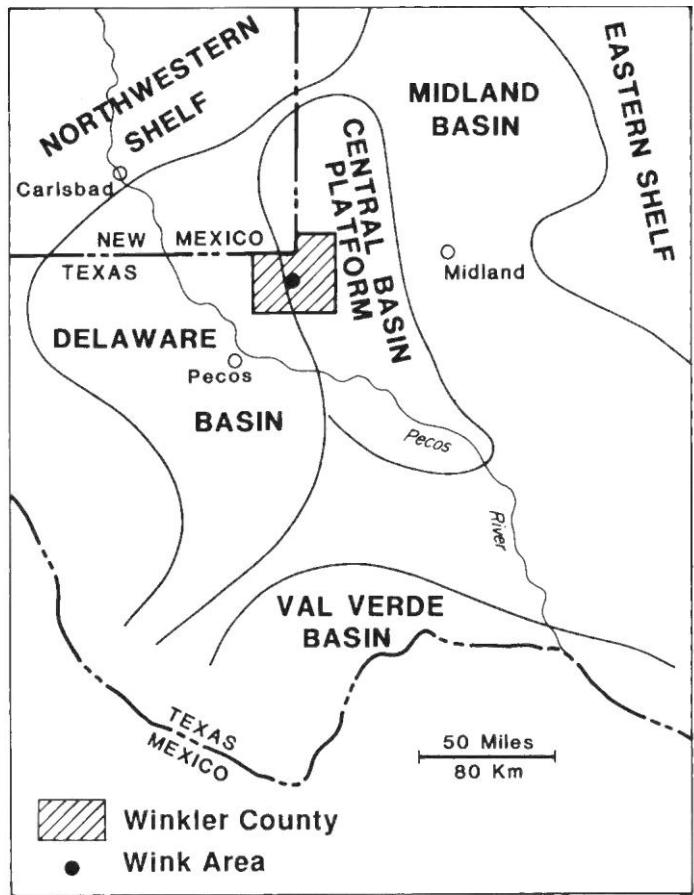 NORTHWESTERN
SHELF
MIDLAND
BASIN
EASTERN SHELF
CENTRAL BASIN
PLATFORM
Carlsbad
NEW MEXICO
TEXAS
Midland
DELAWARE
Pecos
BASIN
Pecos
River
VAL VERDE
BASIN
TEXAS
MEXICO
50 Miles
80 Km
Winkler County
Wink Area